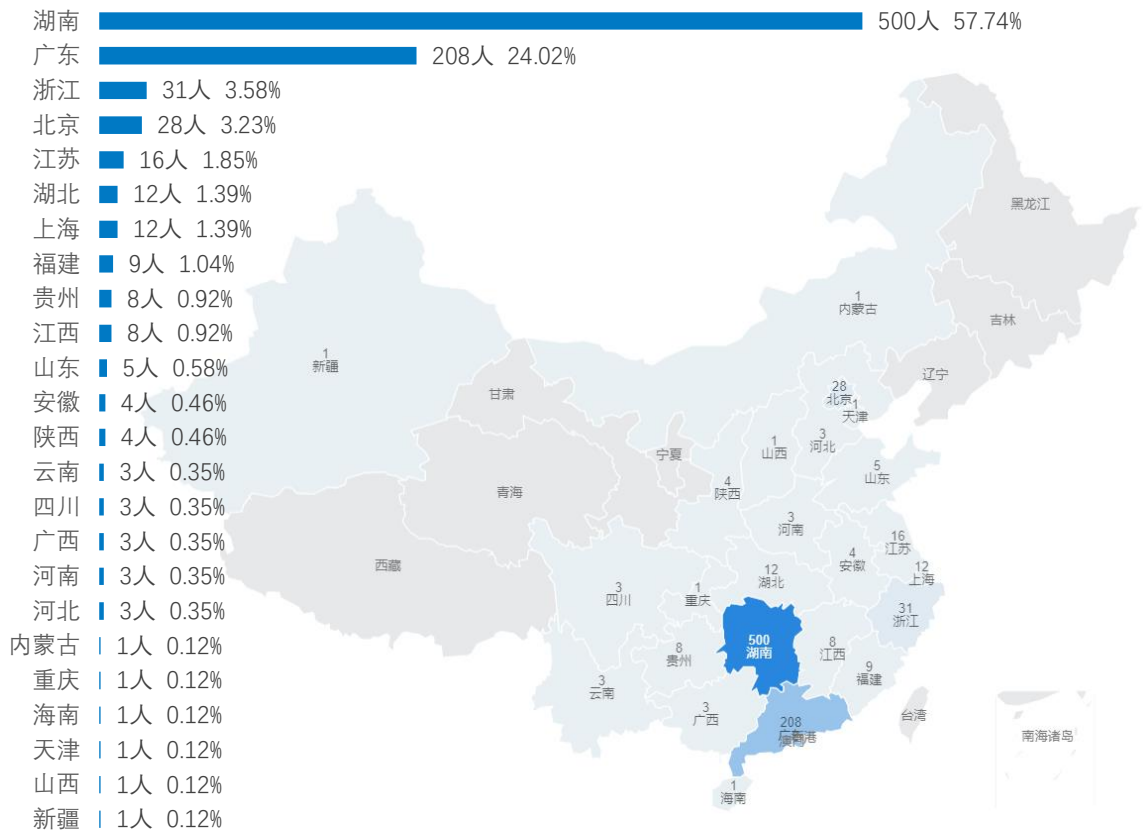 湖南 500人 57.74%
广东 208人 24.02%
浙江 31人 3.58%
北京 28人 3.23%
江苏 16人 1.85%
湖北 12人 1.39%
上海 12人 1.39%
福建 9人 1.04%
贵州 8人 0.92%
江西 8人 0.92%
山东 5人 0.58%
安徽 4人 0.46%
陕西 4人 0.46%
云南 3人 0.35%
四川 3人 0.35%
广西 3人 0.35%
河南 3人 0.35%
河北 3人 0.35%
内蒙古 1人 0.12%
重庆 1人 0.12%
海南 1人 0.12%
天津 1人 0.12%
山西 1人 0.12%
新疆 1人 0.12%
黑龙江
1
内蒙古
吉林
辽宁
1
新疆
甘肃
28
北京
1
天津
3
河北
1
山西
宁夏
5
山东
4
陕西
青海
3
河南
16
江苏
4
安徽
12
上海
西藏
12
湖北
3
四川
1
重庆
31
浙江
500
湖南
8
江西
8
贵州
9
福建
3
云南
3
广西
台湾
208
广东
香港
澳门
南海诸岛
1
海南